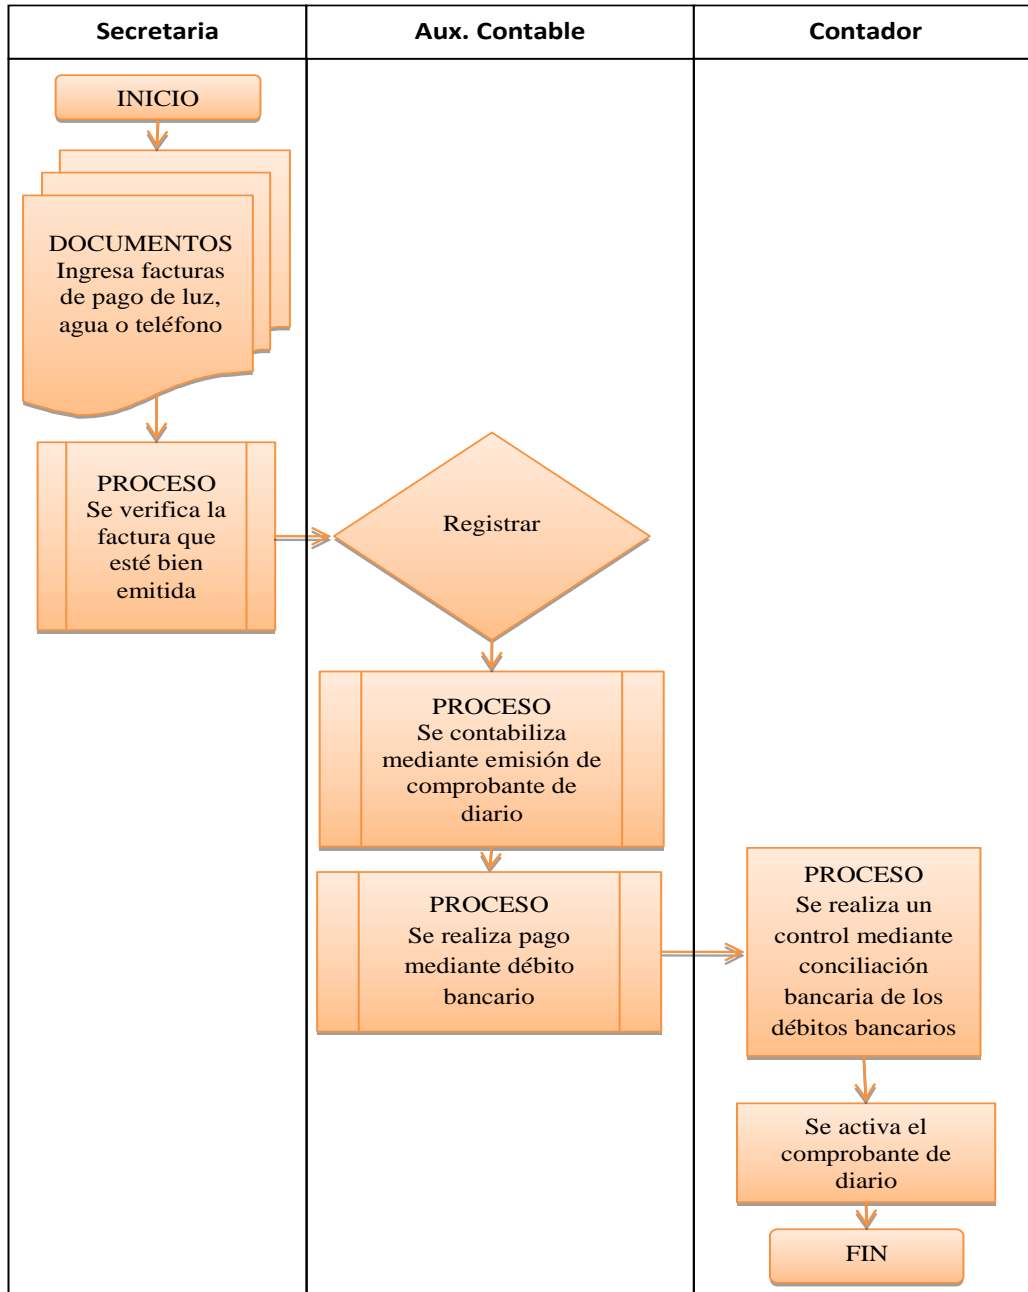 Secretaria
Aux. Contable
Contador
INICIO
DOCUMENTOS
Ingresa facturas
de pago de luz,
agua o teléfono
PROCESO
Se verifica la
factura que
esté bien
emitida
Registrar
PROCESO
Se contabiliza
mediante emisión de
comprobante de
diario
PROCESO
Se realiza pago
mediante débito
bancario
PROCESO
Se realiza un
control mediante
conciliación
bancaria de los
débitos bancarios
Se activa el
comprobante de
diario
FIN